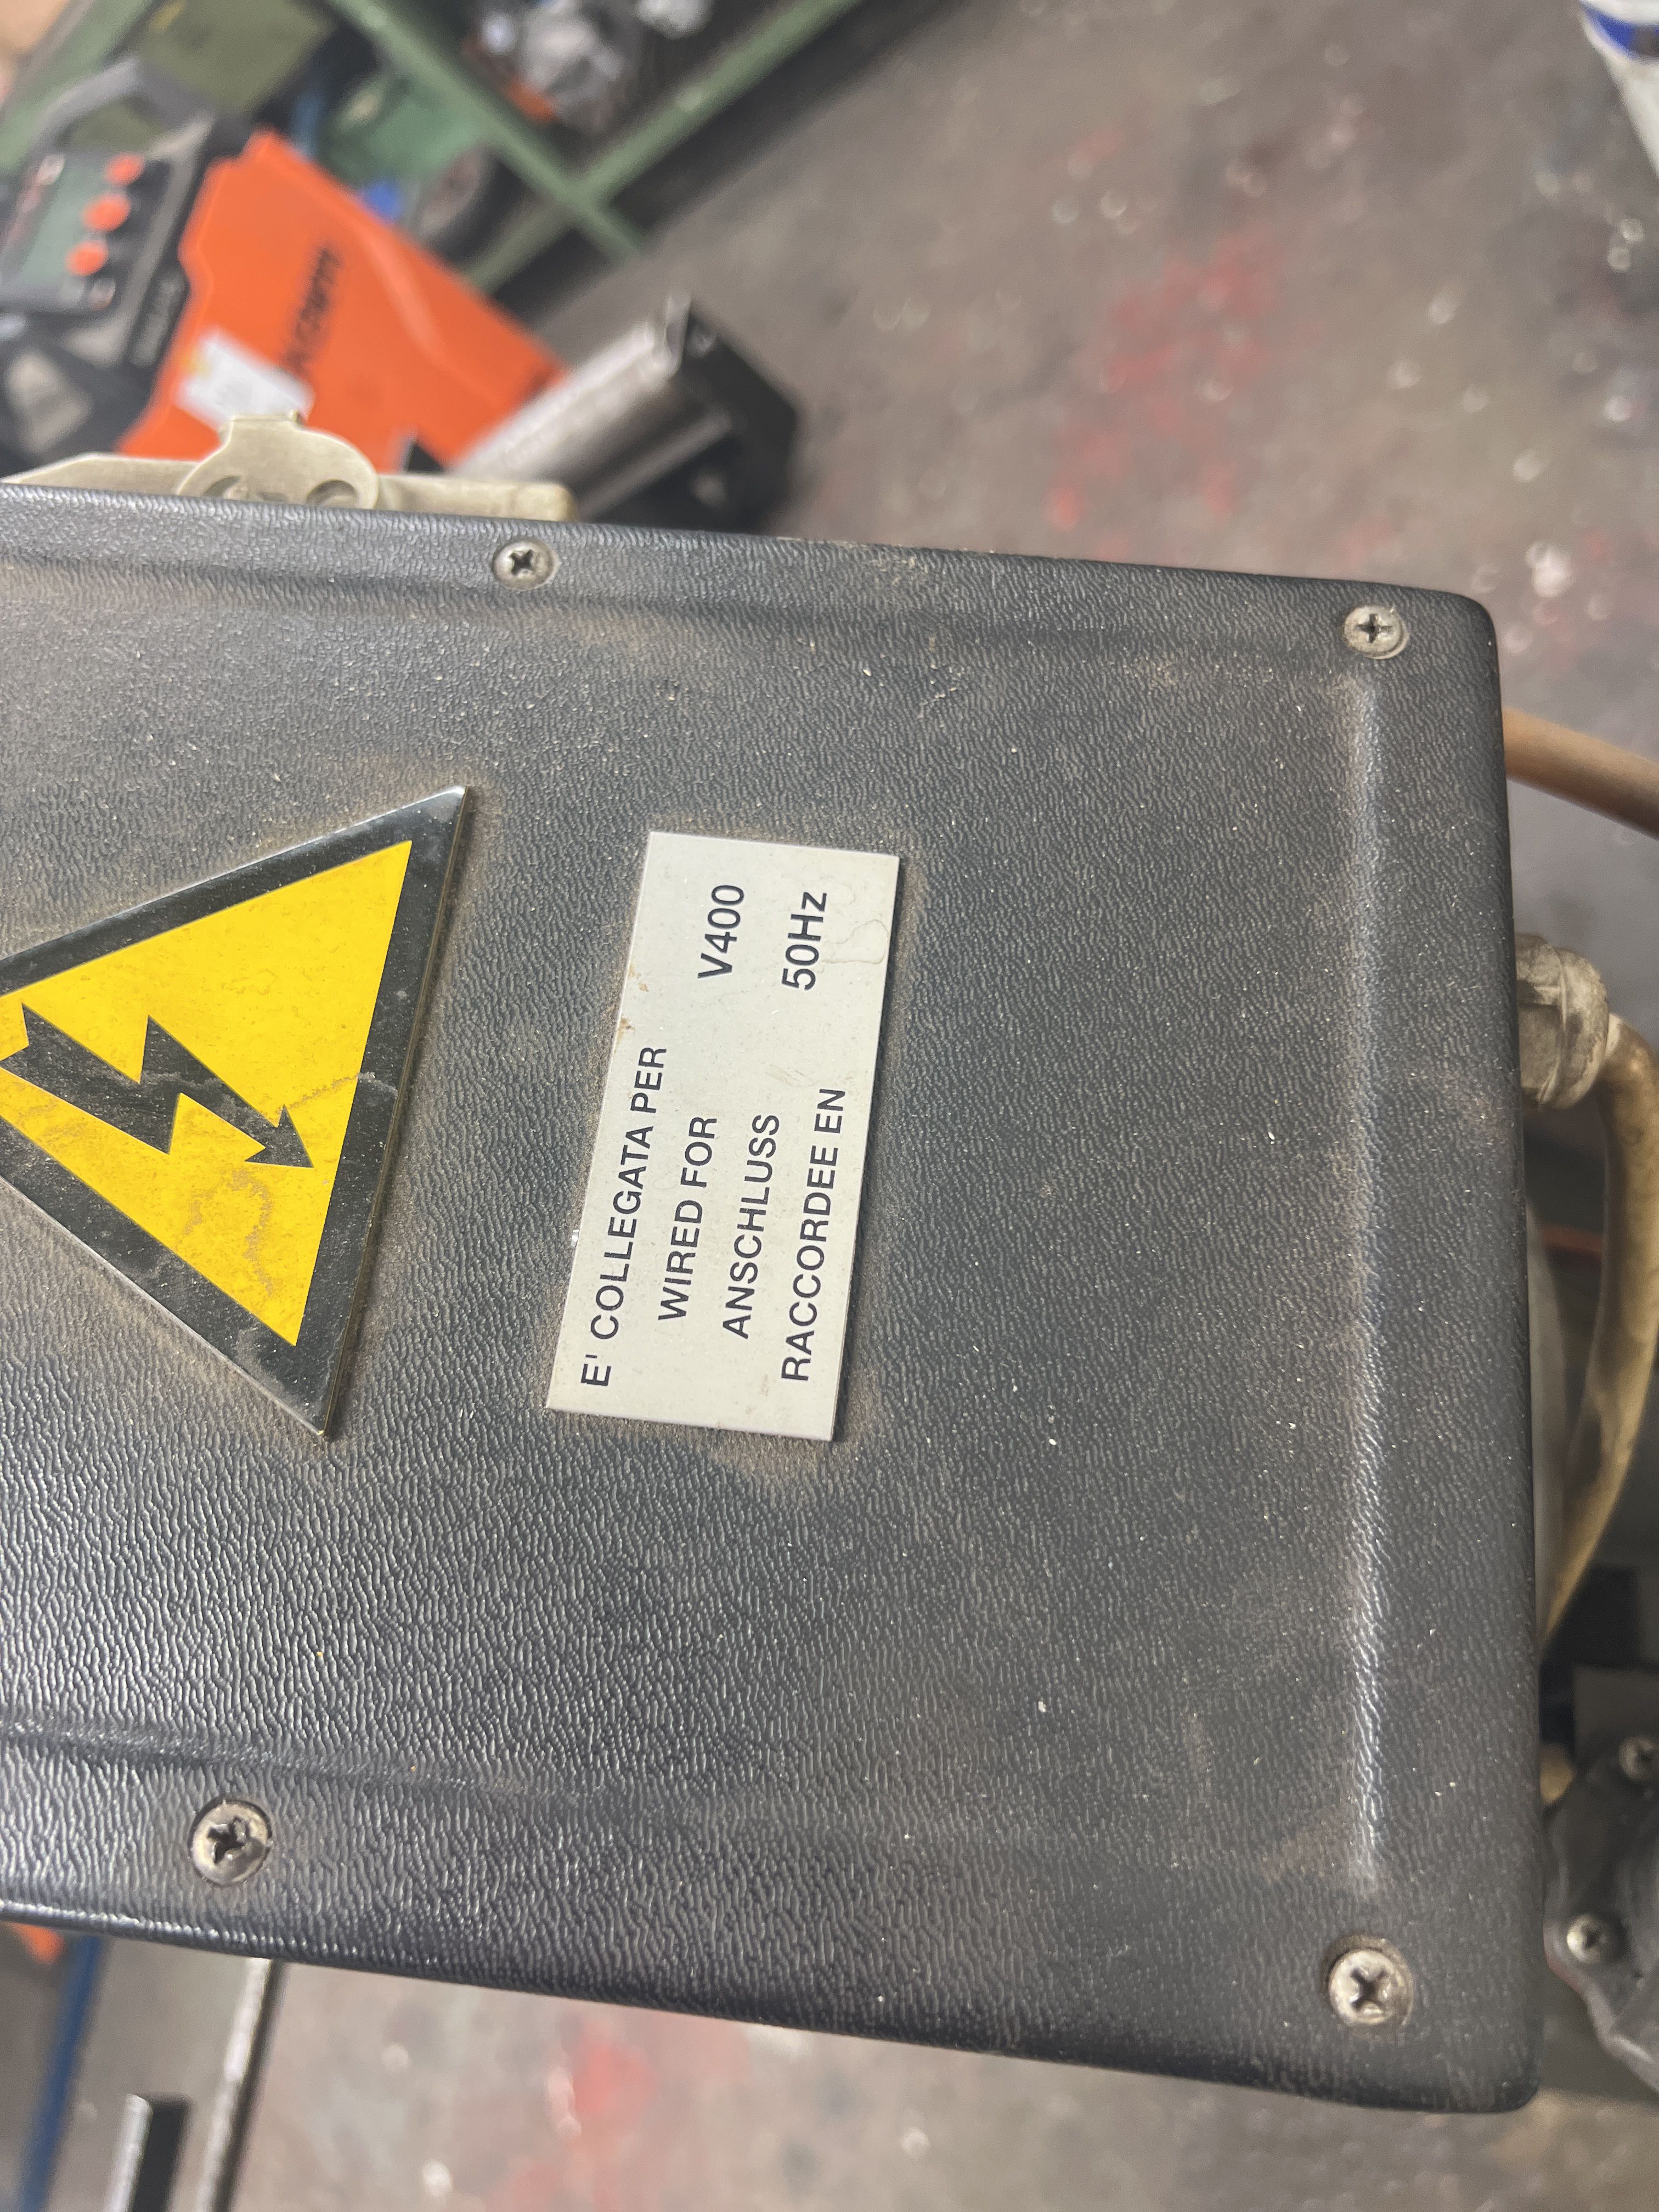 E' COLLEGATA PER
WIRED FOR V400
ANSCHLUSS 50Hz
RACCORDEE EN